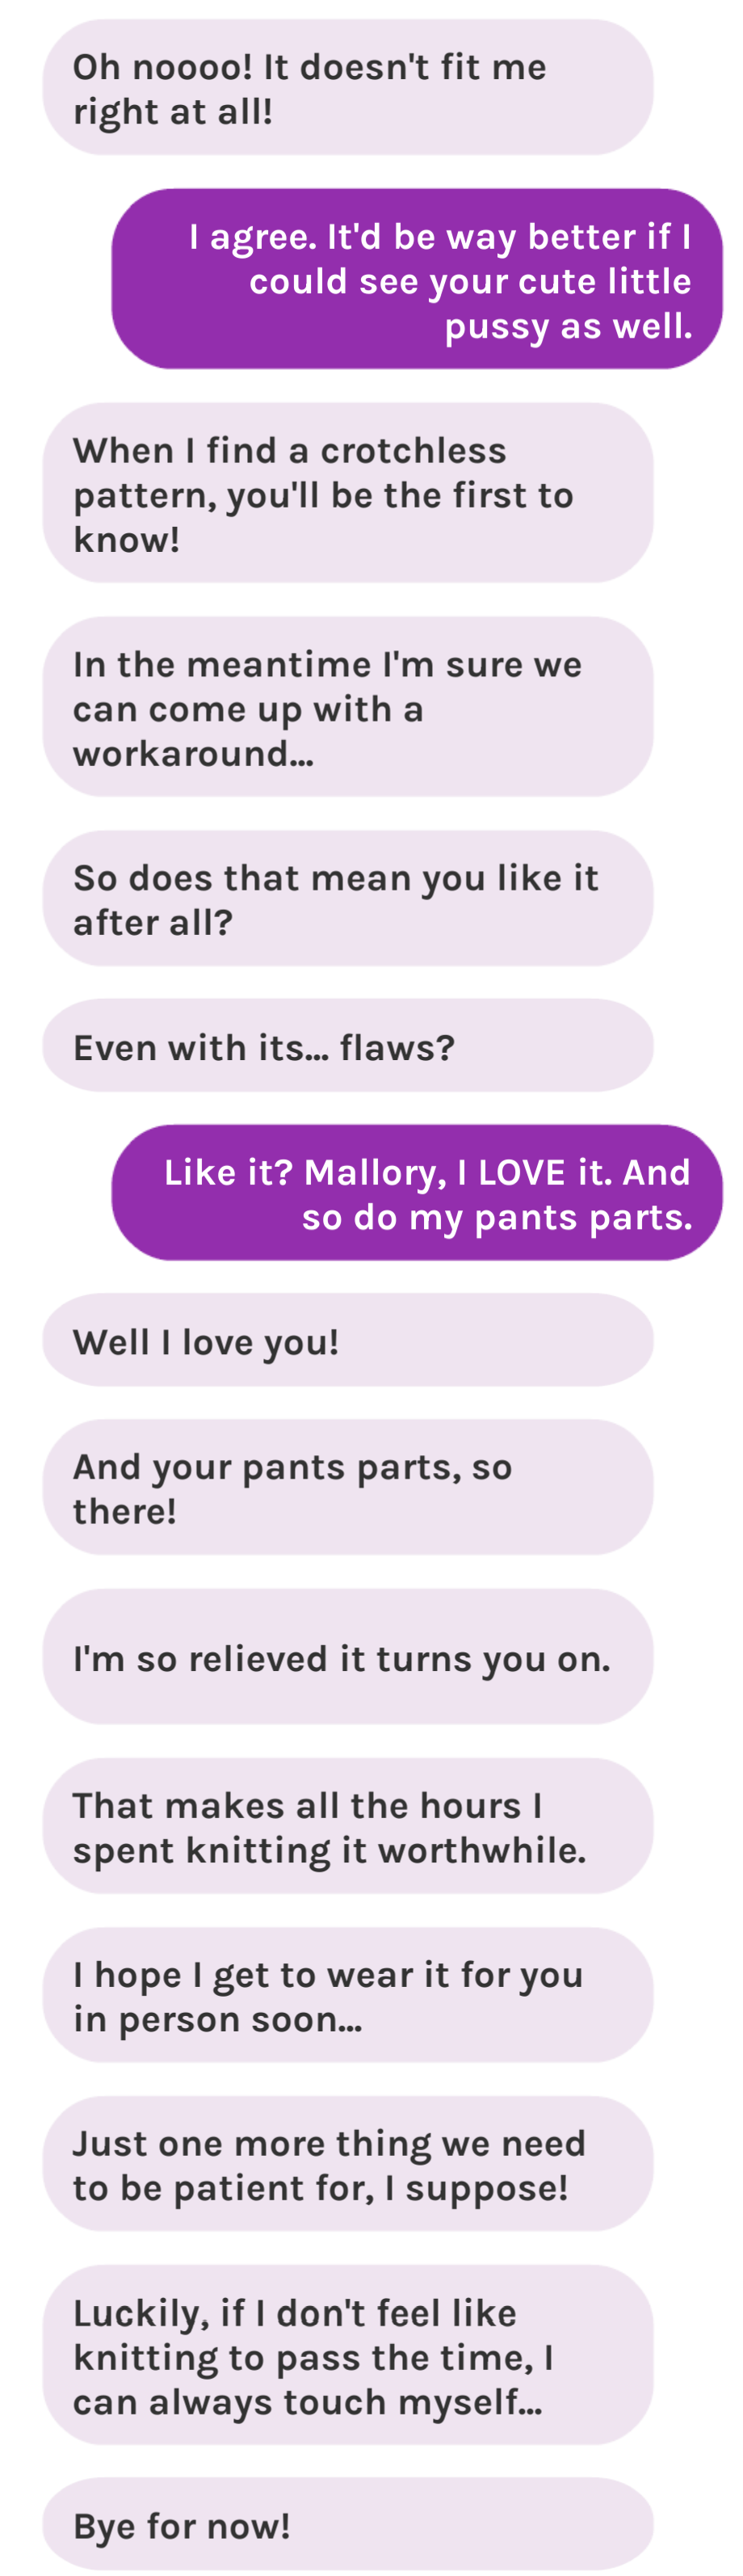 Oh noooo! It doesn't fit me
right at all!
I agree. It'd be way better if I
could see your cute little
pussy as well.
When I find a crotchless
pattern, you'll be the first to
know!
In the meantime I'm sure we
can come up with a
workaround...
So does that mean you like it
after all?
Even with its... flaws?
Like it? Mallory, I LOVE it. And
so do my pants parts.
Well I love you!
And your pants parts, so
there!
I'm so relieved it turns you on.
That makes all the hours I
spent knitting it worthwhile.
I hope I get to wear it for you
in person soon...
Just one more thing we need
to be patient for, I suppose!
Luckily, if I don't feel like
knitting to pass the time, I
can always touch myself...
Bye for now!